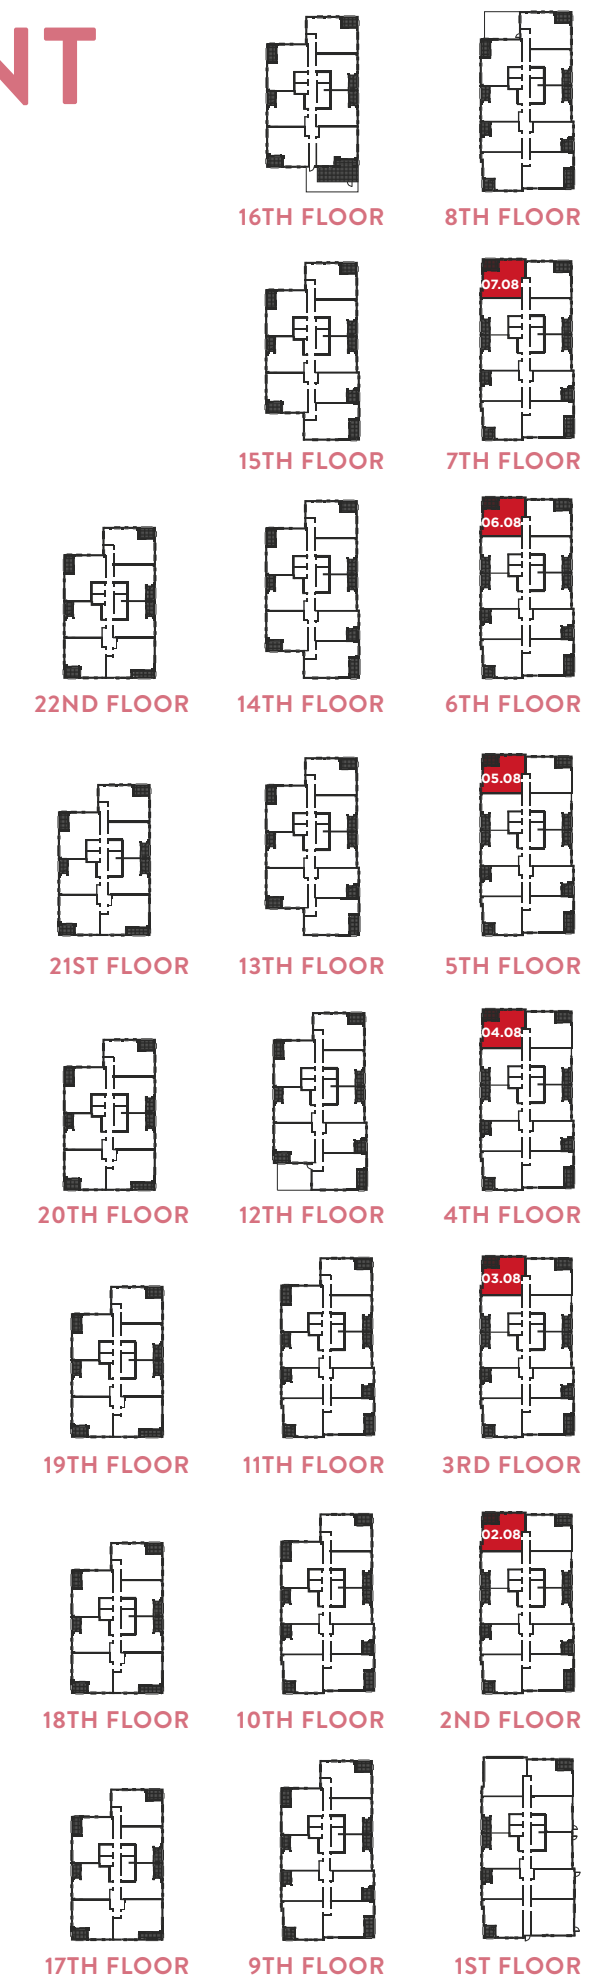 NT
16TH FLOOR
8TH FLOOR
07.08
15TH FLOOR
7TH FLOOR
06.08
22ND FLOOR
14TH FLOOR
6TH FLOOR
05.08
21ST FLOOR
13TH FLOOR
5TH FLOOR
04.08
20TH FLOOR
12TH FLOOR
4TH FLOOR
03.08
19TH FLOOR
11TH FLOOR
3RD FLOOR
02.08
18TH FLOOR
10TH FLOOR
2ND FLOOR
17TH FLOOR
9TH FLOOR
1ST FLOOR